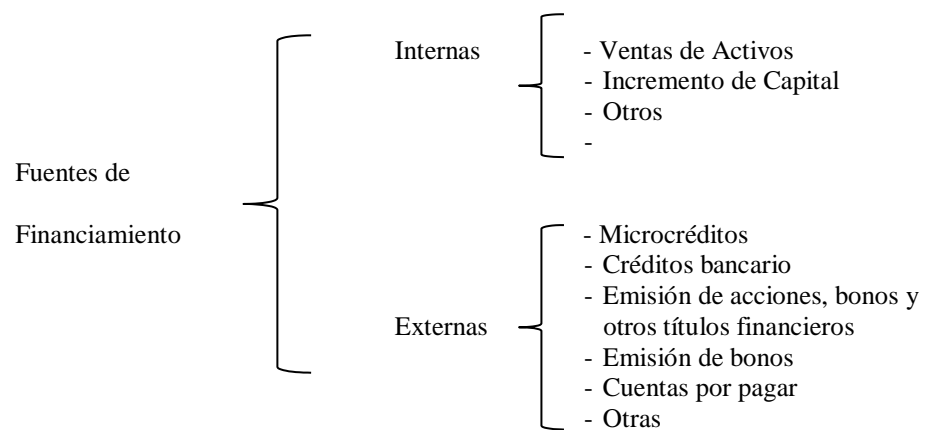 Fuentes de
Financiamiento
Internas
- Ventas de Activos
- Incremento de Capital
- Otros
-
Externas
- Microcréditos
- Créditos bancario
- Emisión de acciones, bonos y
otros títulos financieros
- Emisión de bonos
- Cuentas por pagar
- Otras